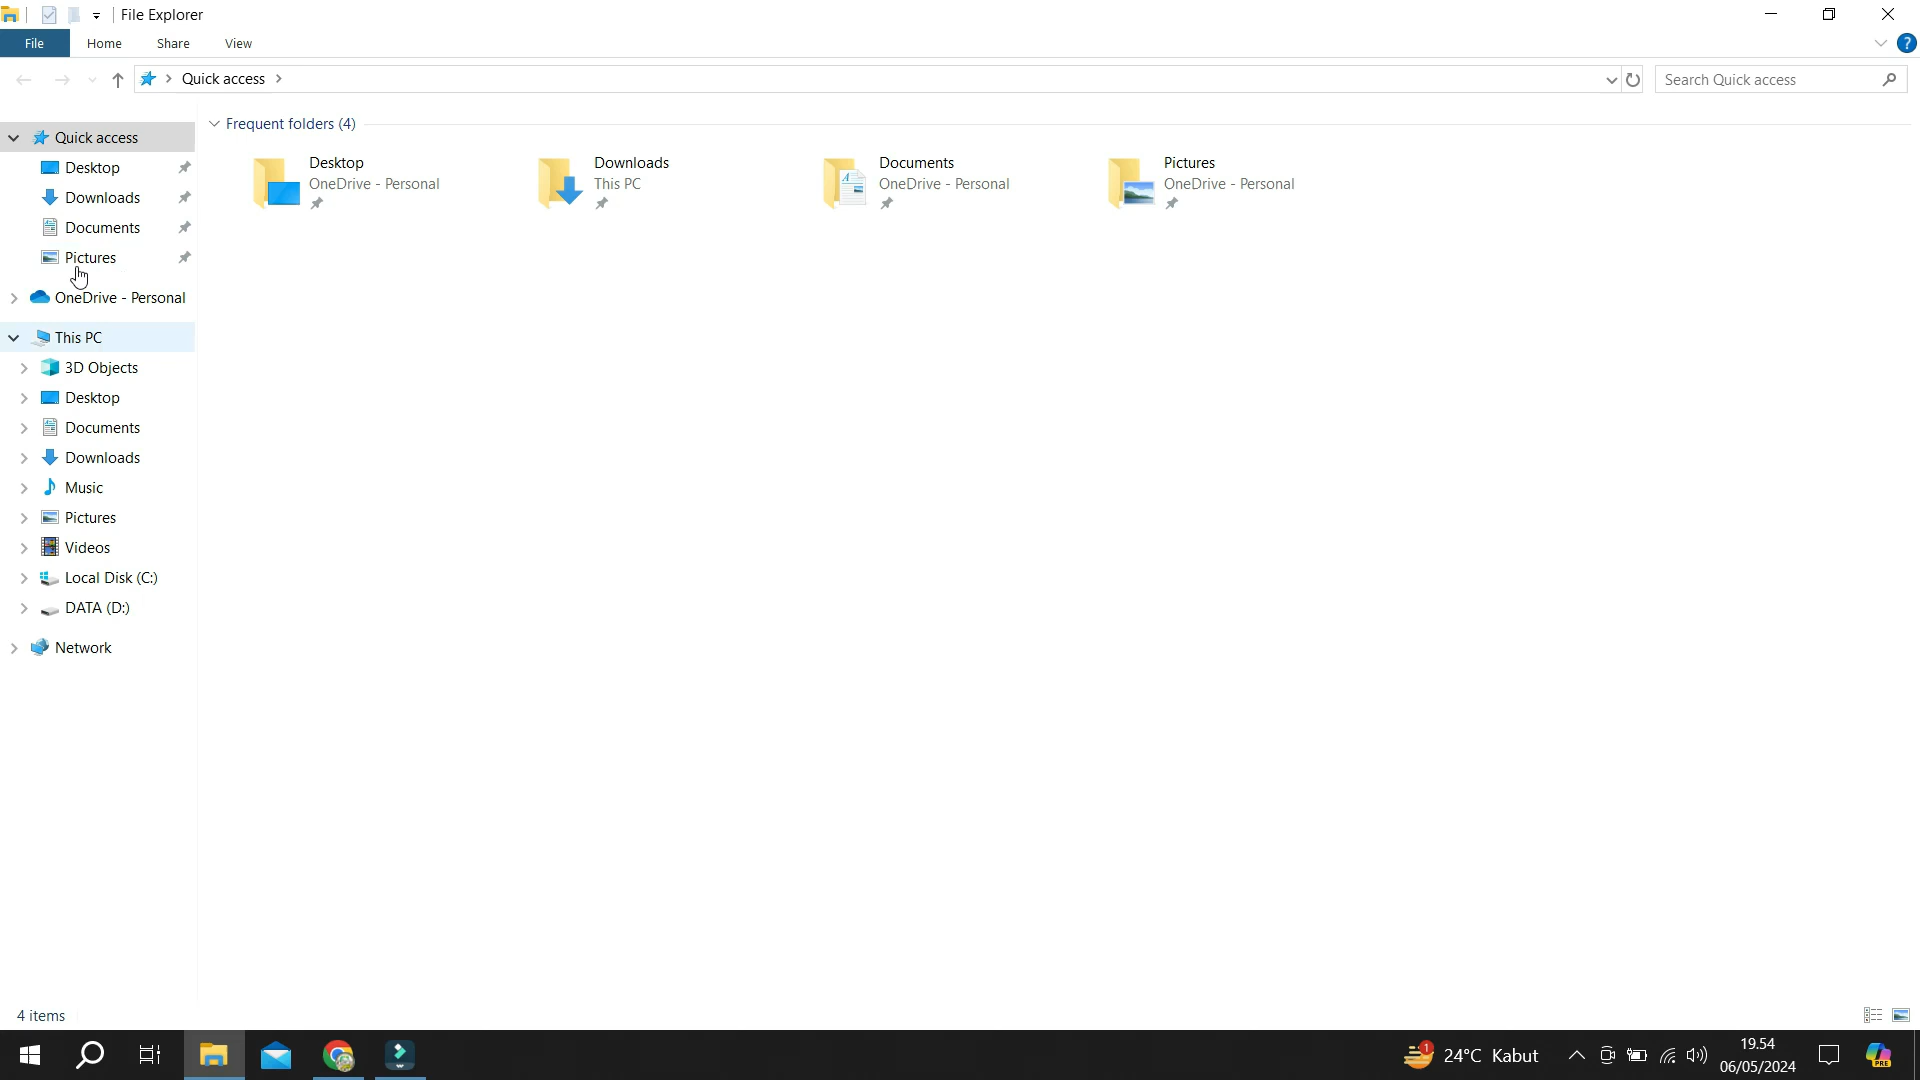 File Explorer
File Home Share View
Quick access
Search Quick access
Quick access
Desktop
Downloads
Documents
Pictures
OneDrive - Personal
This PC
3D Objects
Desktop
Documents
Downloads
Music
Pictures
Videos
Local Disk (C:)
DATA (D:)
Network
Frequent folders (4)
Desktop
OneDrive - Personal
Downloads
This PC
Documents
OneDrive - Personal
Pictures
OneDrive - Personal
4 items
1
24°C Kabut
19.54
06/05/2024
PRE